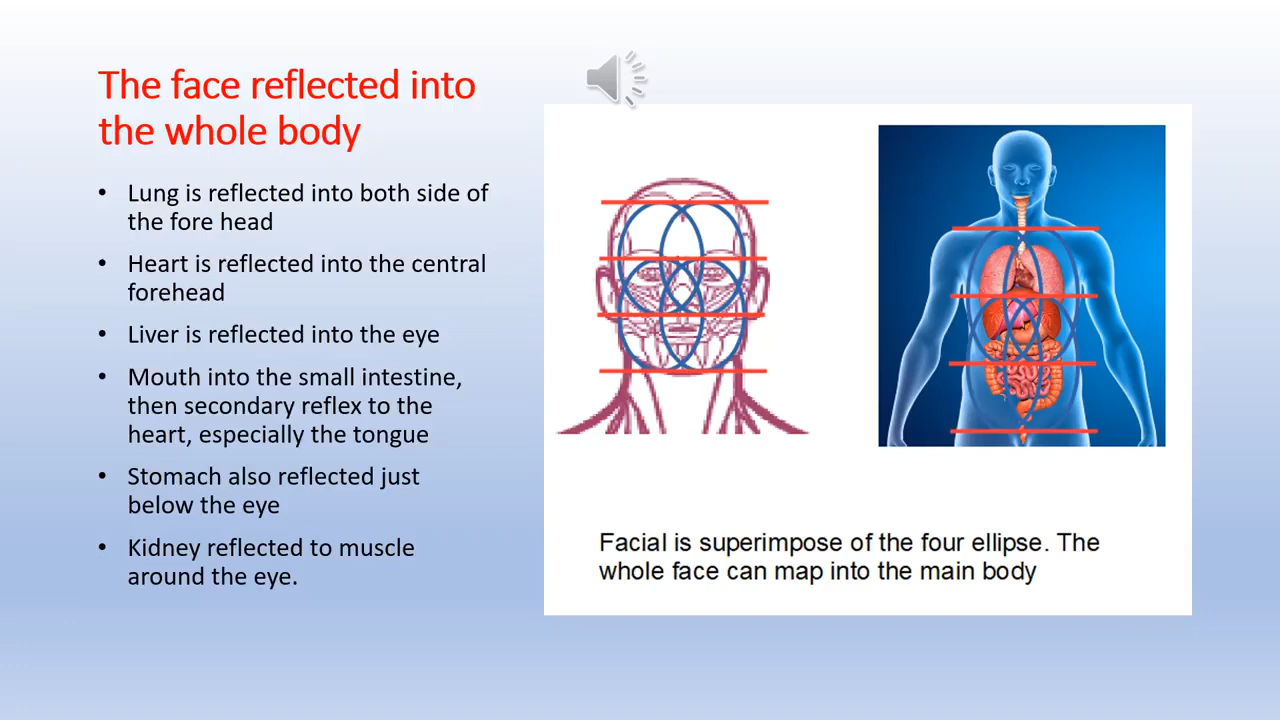 The face reflected into
the whole body
• Lung is reflected into both side of
the fore head
• Heart is reflected into the central
forehead
• Liver is reflected into the eye
• Mouth into the small intestine,
then secondary reflex to the
heart, especially the tongue
• Stomach also reflected just
below the eye
• Kidney reflected to muscle
around the eye.
Facial is superimpose of the four ellipse. The
whole face can map into the main body